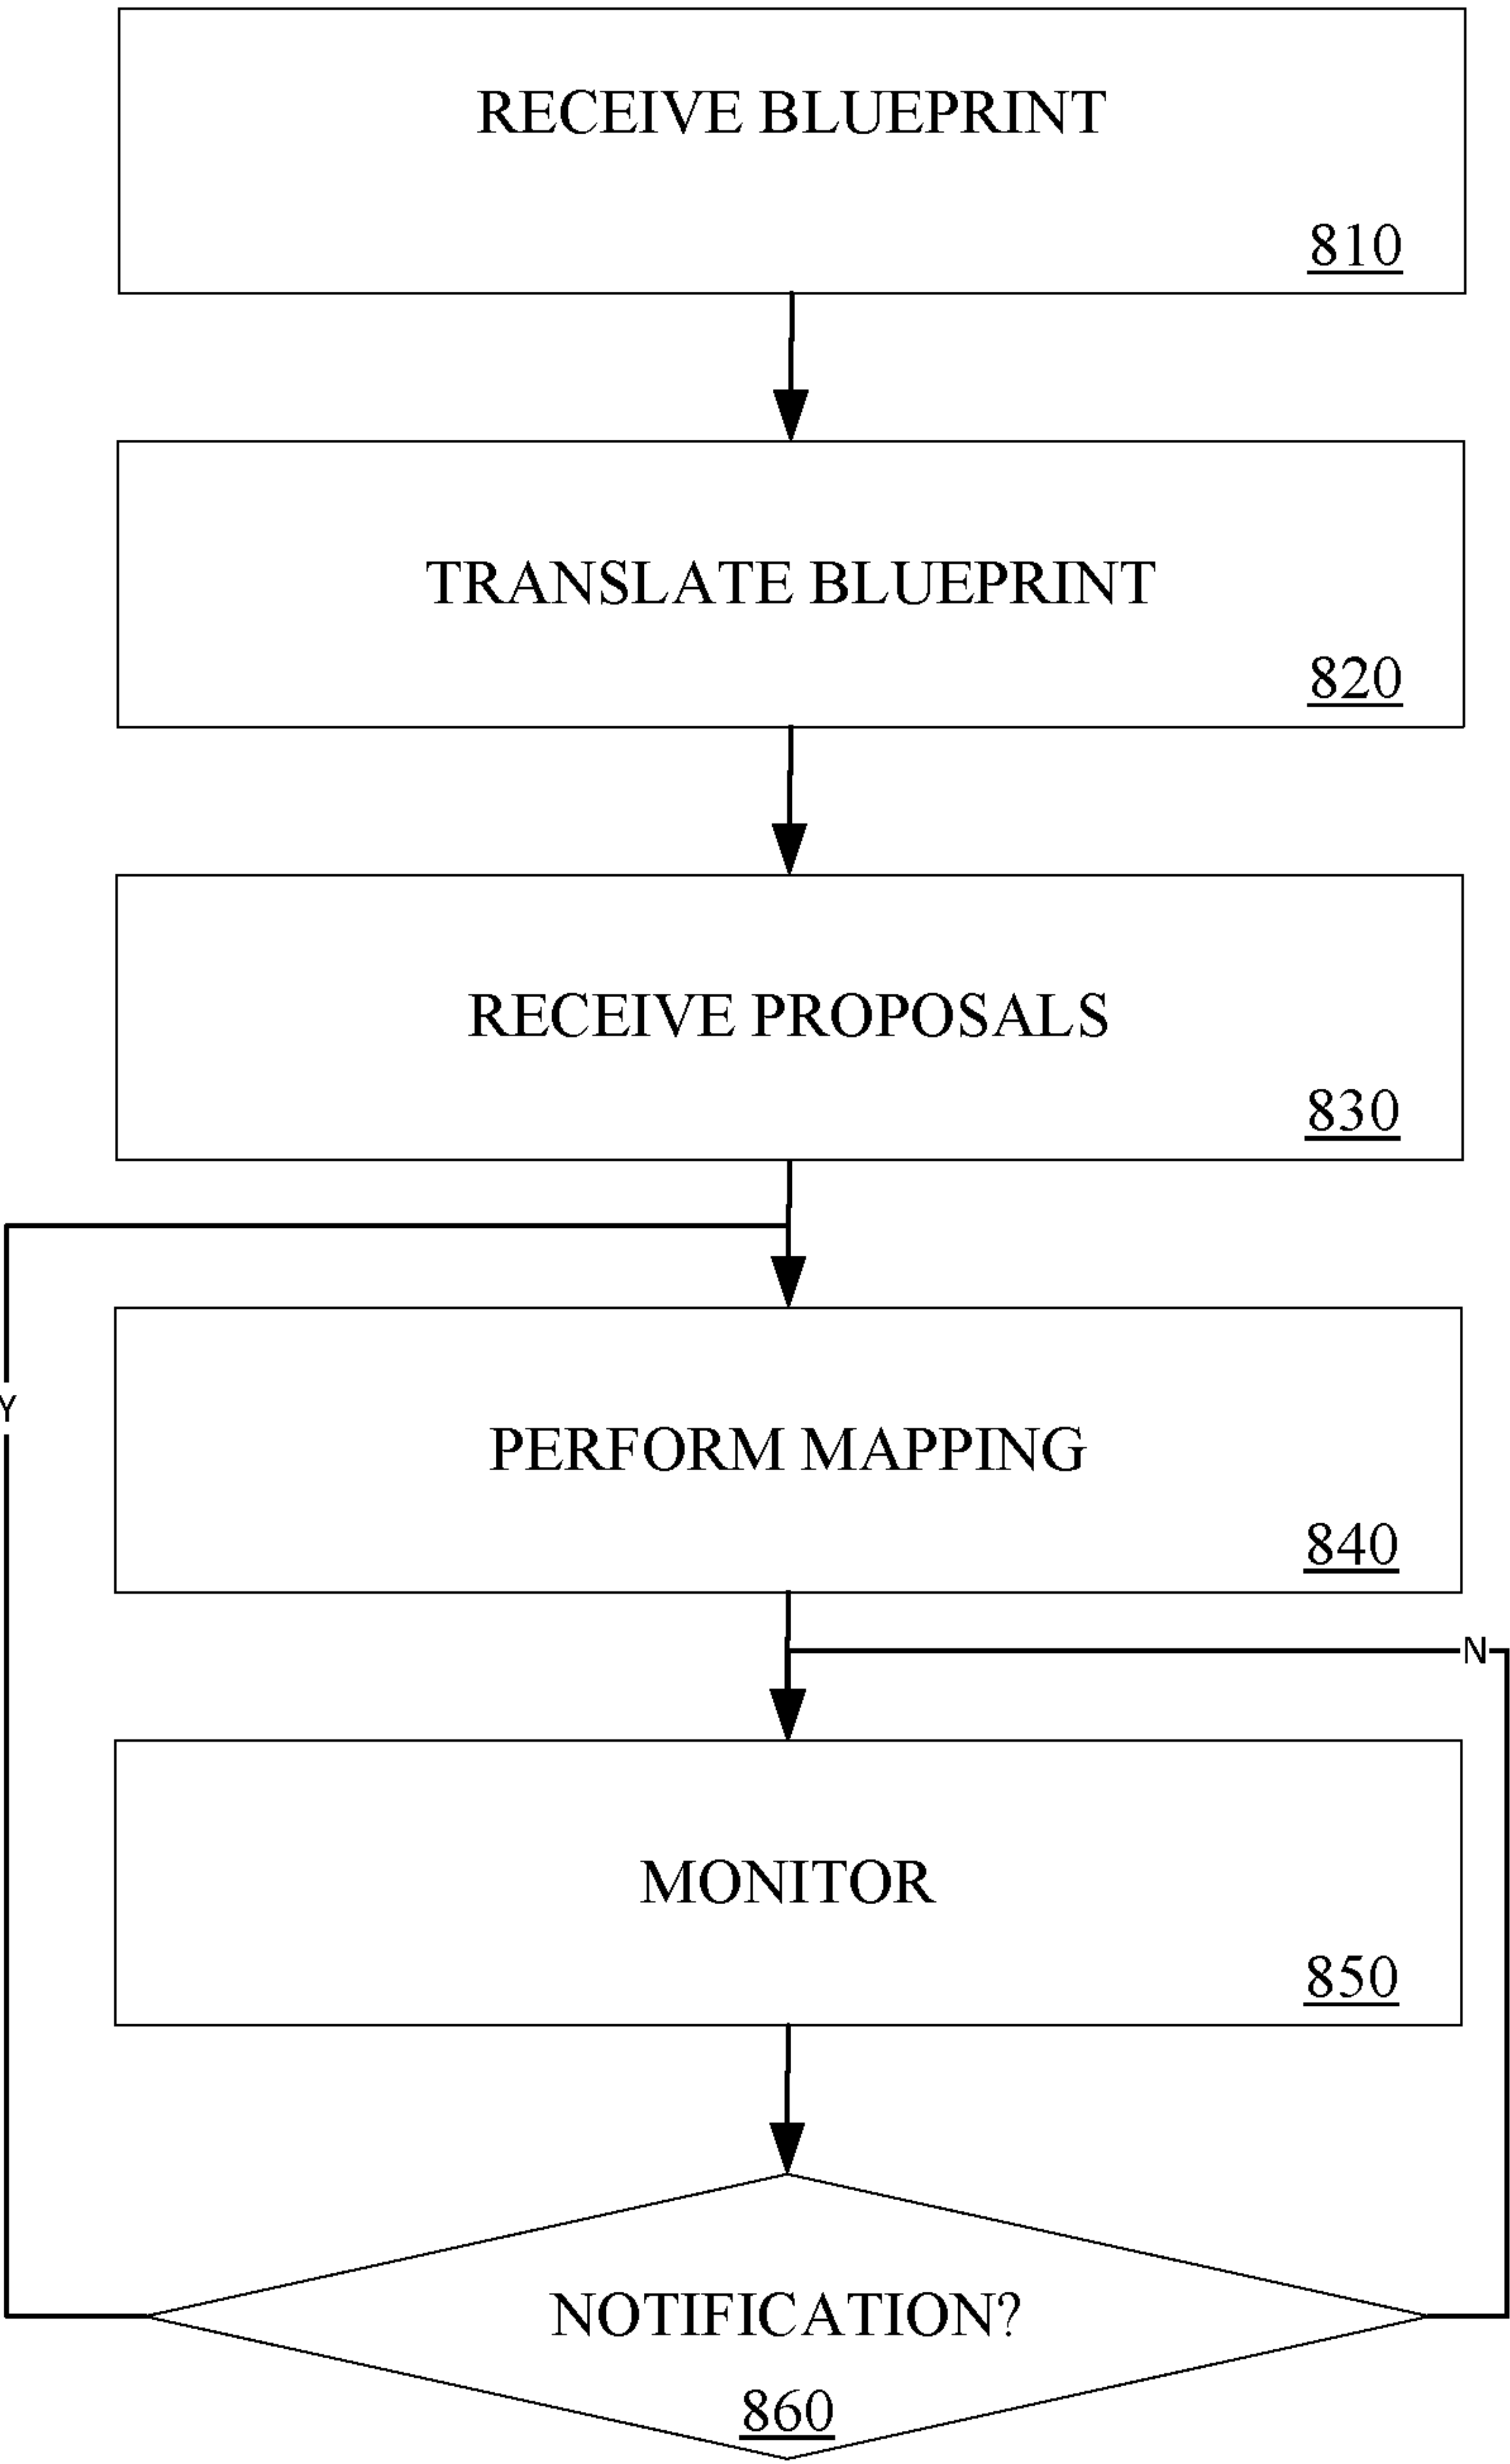 RECEIVE BLUEPRINT
810
TRANSLATE BLUEPRINT
820
RECEIVE PROPOSALS
830
Y
PERFORM MAPPING
840
N
MONITOR
850
NOTIFICATION?
860